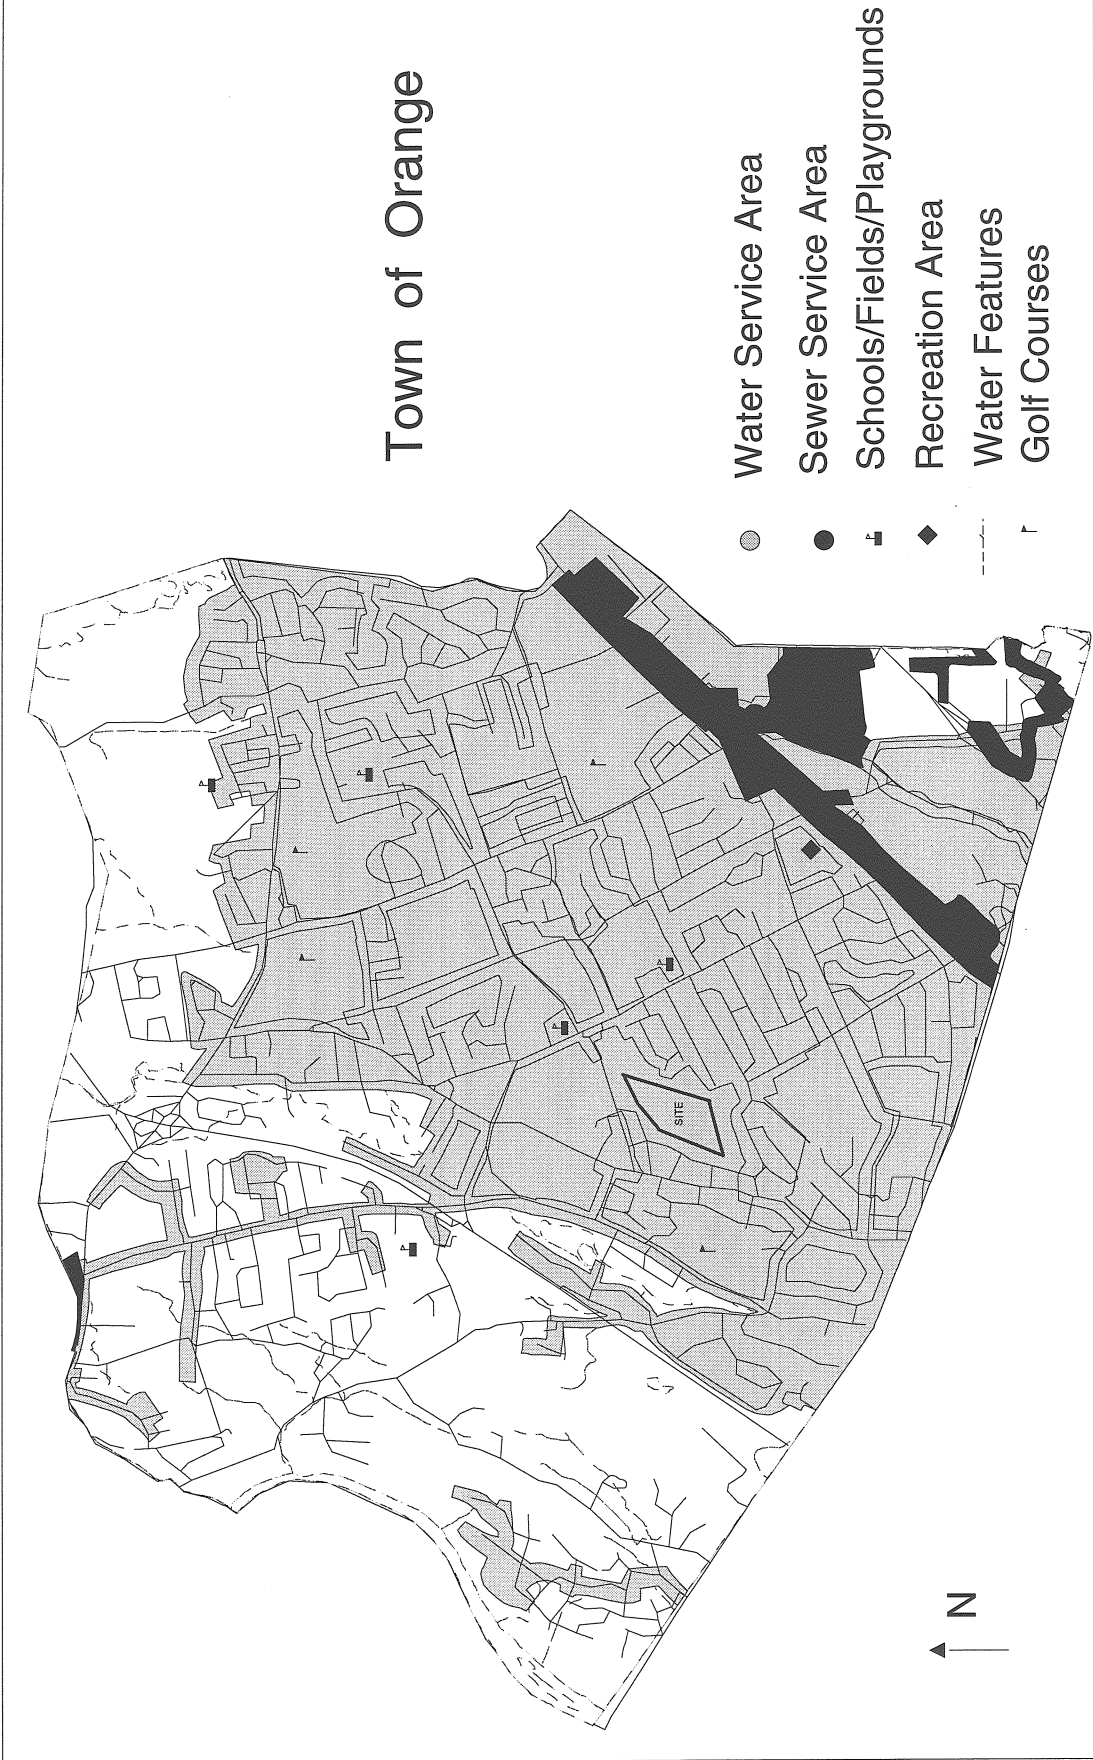 Town of Orange
Water Service Area
Sewer Service Area
Schools/Fields/Playgrounds
Recreation Area
Water Features
Golf Courses
SITE
N